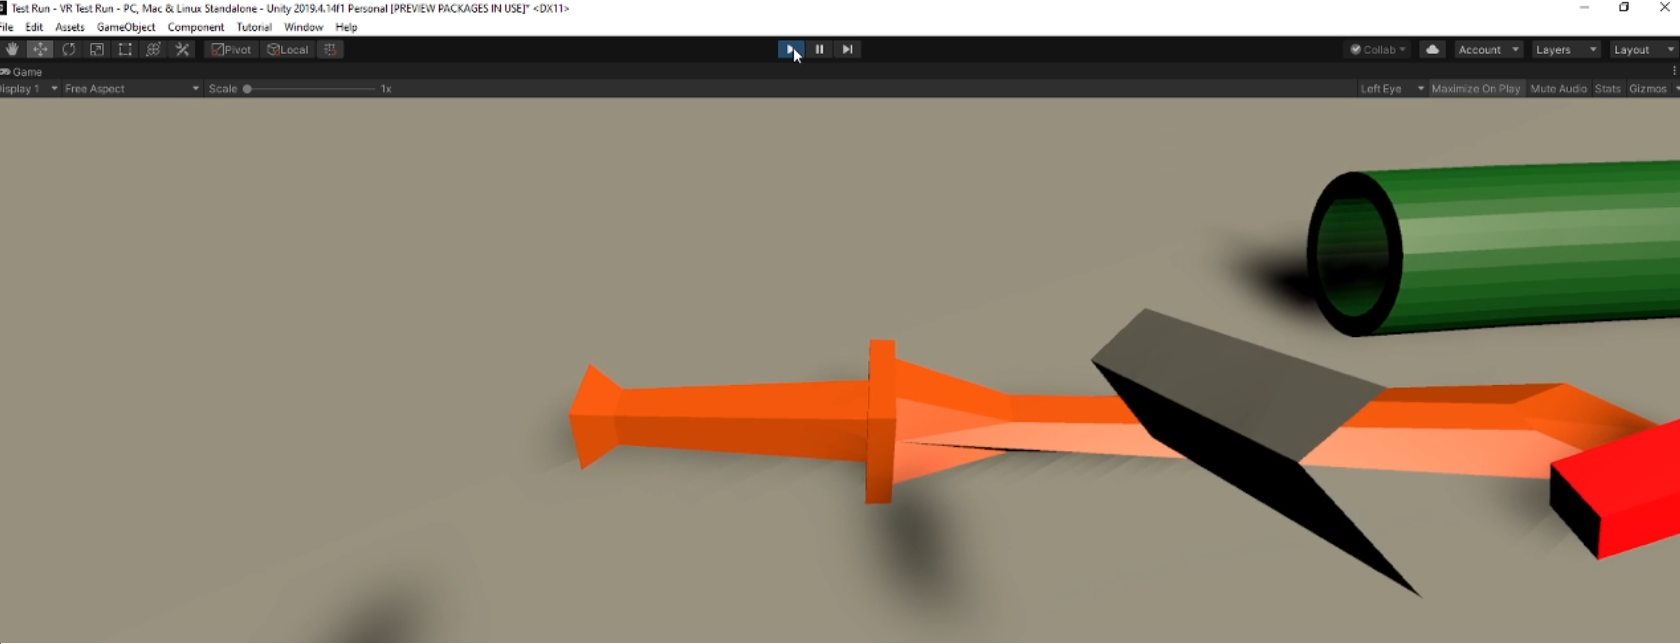 Test Run - VR Test Run - PC, Mac & Linux Standalone - Unity 2019.4.14f1 Personal [PREVIEW PACKAGES IN USE]* <DX11>
File Edit Assets GameObject Component Tutorial Window Help
Pivot Local Collab Account Layers Layout
Game
isplay 1 Free Aspect Scale 1x Left Eye Maximize On Play Mute Audio Stats Gizmos